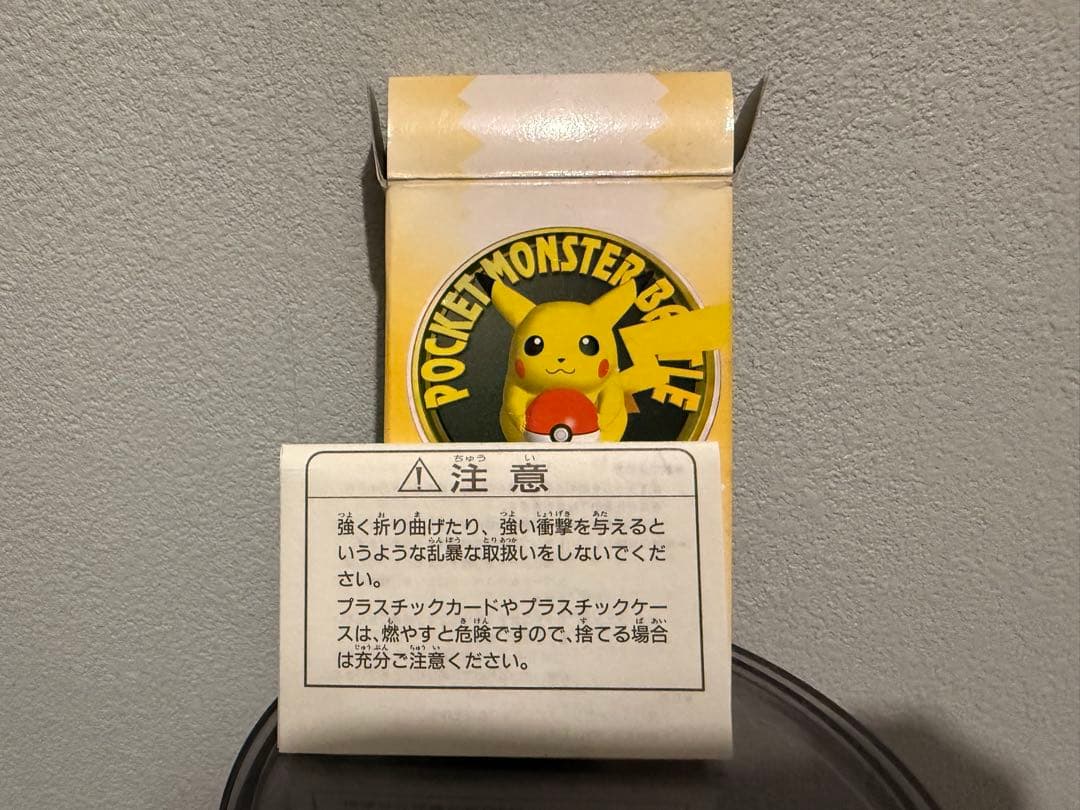 POCKET MONSTER BATTLE
注意
ちゅう い
強く折り曲げたり、強い衝撃を与えると
いうような乱暴な取扱いをしないでくだ
さい。
プラスチックカードやプラスチックケー
スは、燃やすと危険ですので、捨てる場合
は充分ご注意ください。